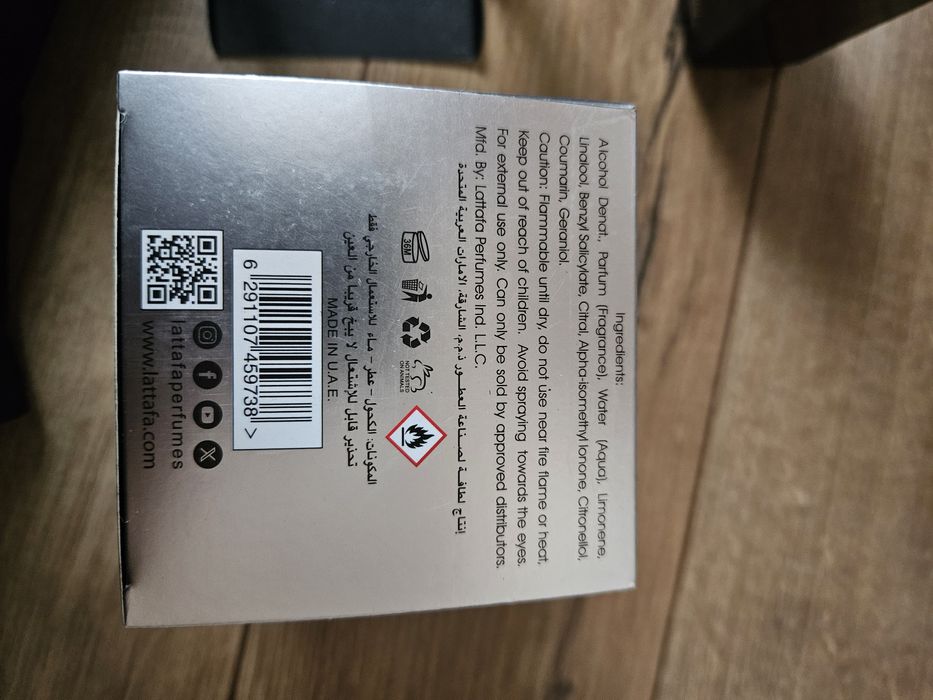 Ingredients:
Alcohol Denat., Parfum (Fragrance), Water (Aqua), Limonene,
Linalool, Benzyl Salicylate, Citral, Alpha-isomethyl Ionone, Citronellol,
Coumarin, Geraniol.
Caution: Flammable until dry, do not use near fire flame or heat.
Keep out of reach of children. Avoid spraying towards the eyes.
For external use only. Can only be sold by approved distributors.
Mfd. By: Lattafa Perfumes Ind. L.L.C.
إنتاج لطافة لصناعة العطور ذ.م.م. الشارقة. الامارات العربية المتحدة
36M
NOT TESTED
ON ANIMALS
المكونات: الكحول - عطر - ماء للاستعمال الخارجي فقط
تحذير قابل للإشتعال لا يبخ قريبا من العين
MADE IN U.A.E.
6 291107 459738 >
lattafaperfumes
www.lattafa.com